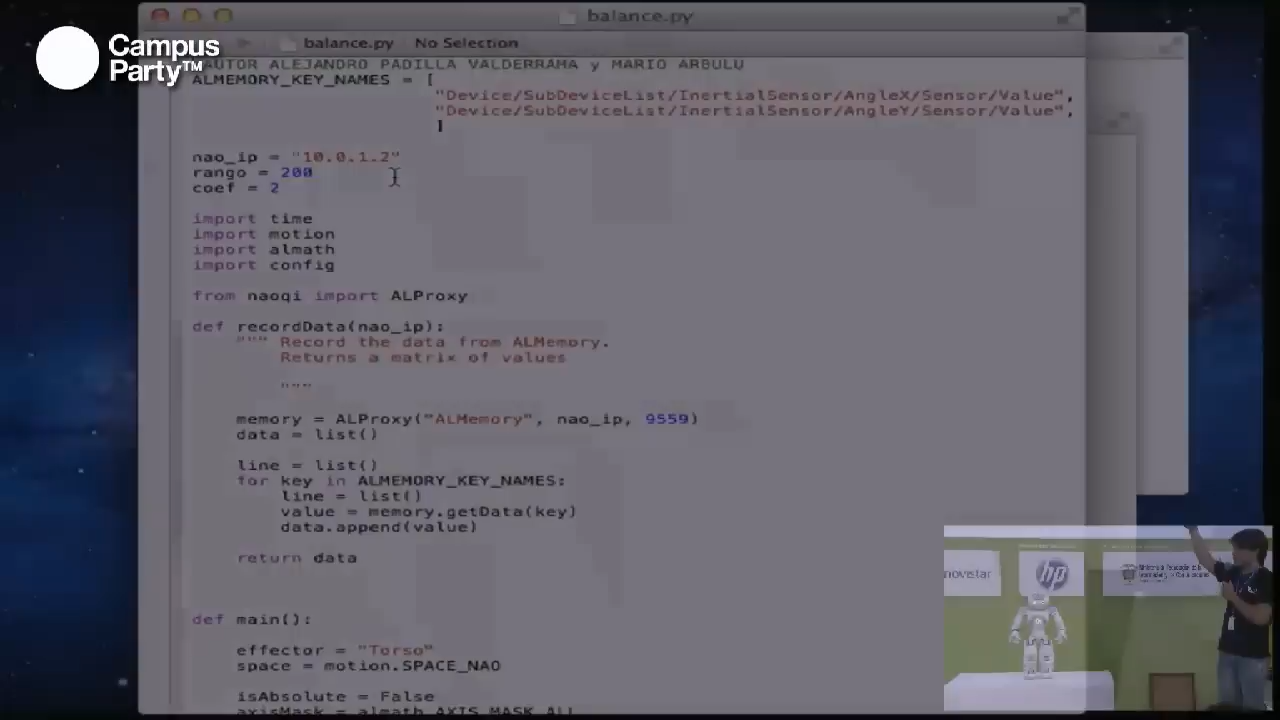 balance.py
Campus
Party™
balance.py No Selection
AUTOR ALEJANDRO PADILLA VALDERRAMA y MARIO ARBULU
ALMEMORY_KEY_NAMES = [
"Device/SubDeviceList/InertialSensor/AngleX/Sensor/Value",
"Device/SubDeviceList/InertialSensor/AngleY/Sensor/Value",
]
nao_ip = "10.0.1.2"
rango = 200
coef = 2
import time
import motion
import almath
import config
from naoqi import ALProxy
def recordData(nao_ip):
""" Record the data from ALMemory.
Returns a matrix of values
"""
memory = ALProxy("ALMemory", nao_ip, 9559)
data = list()
line = list()
for key in ALMEMORY_KEY_NAMES:
line = list()
value = memory.getData(key)
data.append(value)
return data
def main():
effector = "Torso"
space = motion.SPACE_NAO
isAbsolute = False
axisMask = almath.AXIS_MASK_ALL
movistar
hp